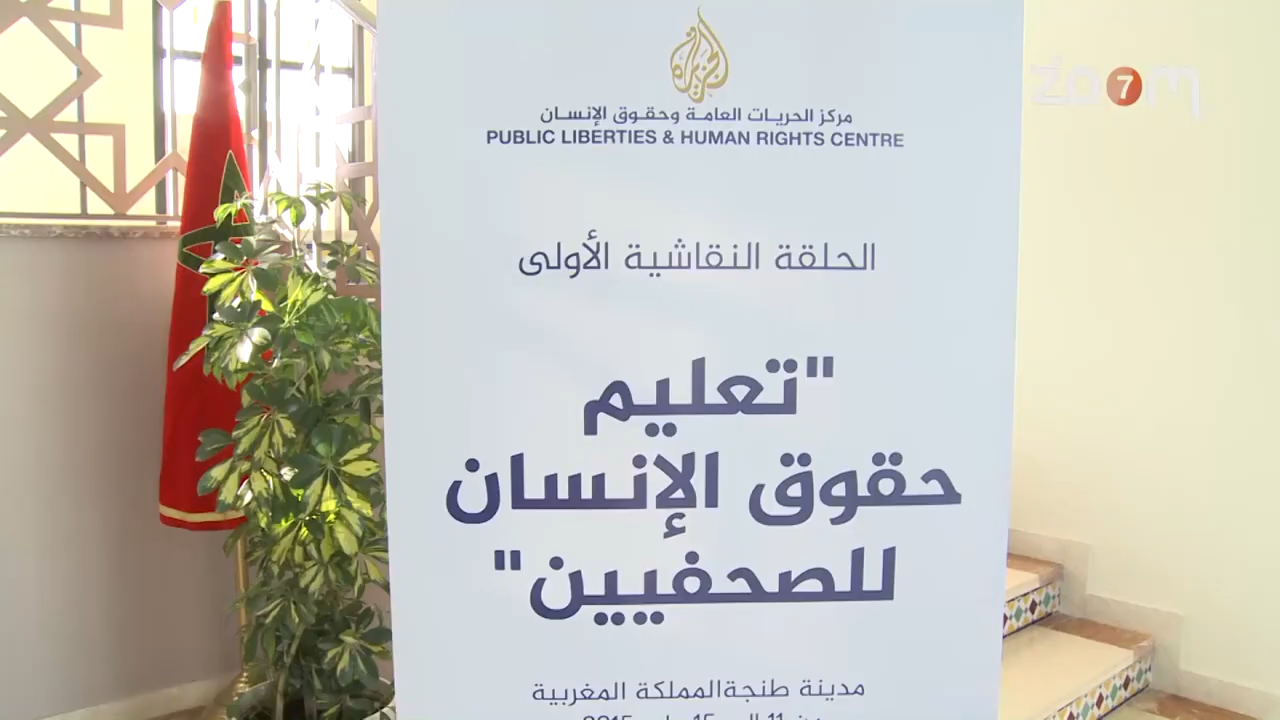 الجزيرة
مركز الحريات العامة وحقوق الإنسان
PUBLIC LIBERTIES & HUMAN RIGHTS CENTRE
zoom 7
الحلقة النقاشية الأولى
"تعليم
حقوق الإنسان
للصحفيين"
مدينة طنجةالمملكة المغربية